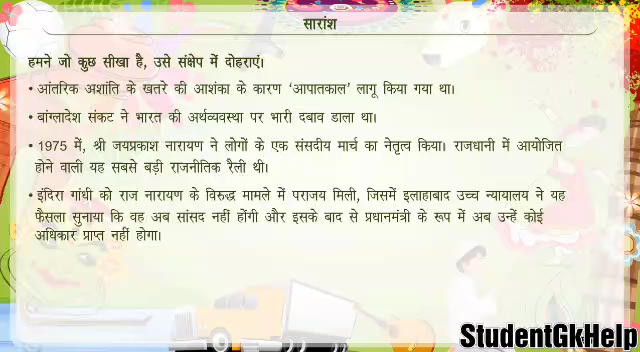 सारांश
हमने जो कुछ सीखा है, उसे संक्षेप में दोहराएं।
• आंतरिक अशांति के खतरे की आशंका के कारण ‘आपातकाल’ लागू किया गया था।
• बांग्लादेश संकट ने भारत की अर्थव्यवस्था पर भारी दबाव डाला था।
• 1975 में, श्री जयप्रकाश नारायण ने लोगों के एक संसदीय मार्च का नेतृत्व किया। राजधानी में आयोजित
होने वाली यह सबसे बड़ी राजनीतिक रैली थी।
• इंदिरा गांधी को राज नारायण के विरुद्ध मामले में पराजय मिली, जिसमें इलाहाबाद उच्च न्यायालय ने यह
फैसला सुनाया कि वह अब सांसद नहीं होंगी और इसके बाद से प्रधानमंत्री के रूप में अब उन्हें कोई
अधिकार प्राप्त नहीं होगा।
StudentGkHelp